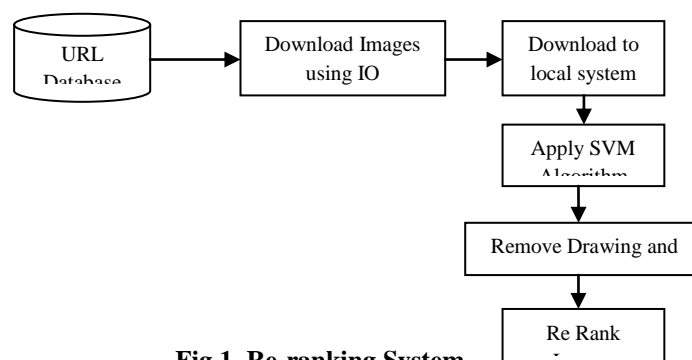 URL
Database
Download Images
using IO
Download to
local system
Apply SVM
Algorithm
Remove Drawing and
Re Rank
Fig 1. Re-ranking System